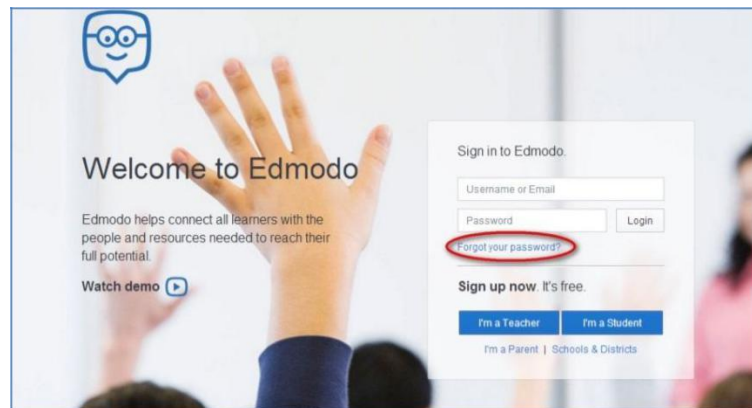 Welcome to Edmodo
Edmodo helps connect all learners with the
people and resources needed to reach their
full potential.
Watch demo
Sign in to Edmodo.
Username or Email
Password
Login
Forgot your password?
Sign up now. It's free.
I'm a Teacher
I'm a Student
I'm a Parent | Schools & Districts